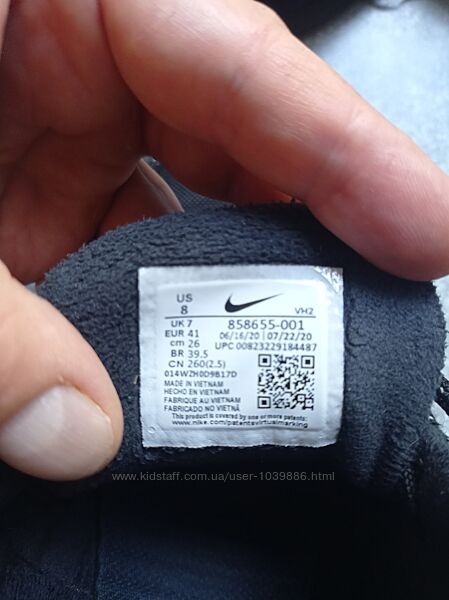 US
8
VH2
UK 7
858655-001
EUR 41
06/16/20 | 07/22/20
cm 26
UPC 00823229184487
BR 39.5
CN 260(2.5)
014WZH0D9B17D
MADE IN VIETNAM
HECHO EN VIETNAM
FABRIQUE AU VIETNAM
FABRICADO NO VIETNÃ
This product is covered by one or more patents
www.nike.com/patentsvirtualmarking
www.kidstaff.com.ua/user-1039886.html